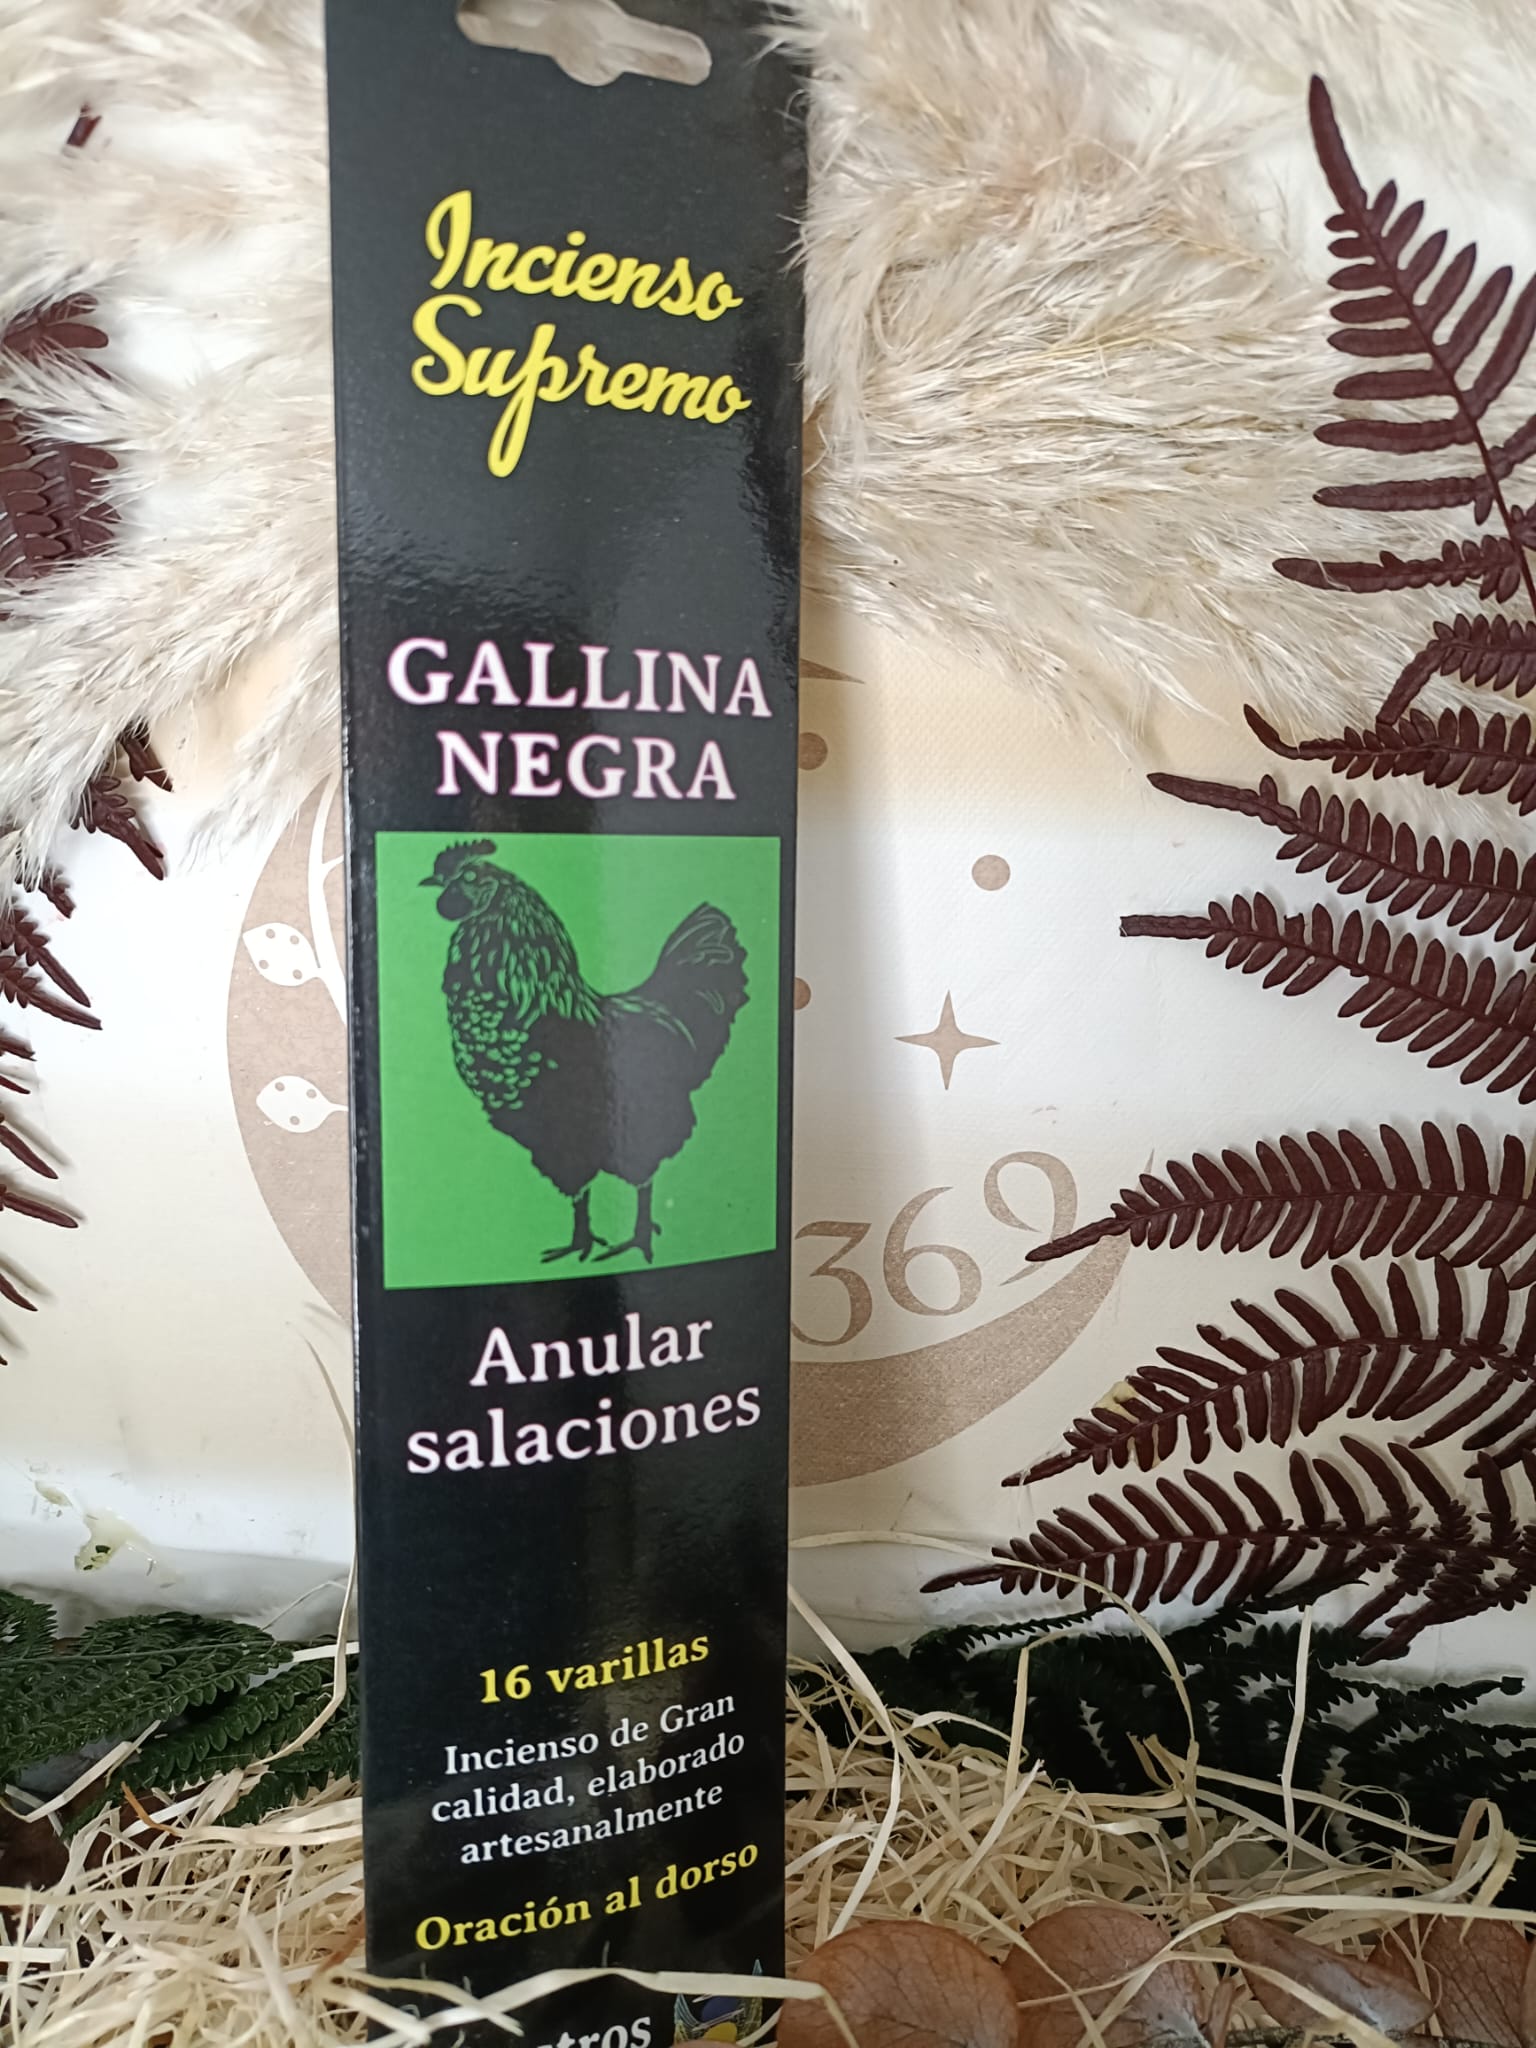 Incienso
Supremo
GALLINA
NEGRA
Anular
salaciones
369
16 varillas
Incienso de Gran
calidad, elaborado
artesanalmente
Oración al dorso